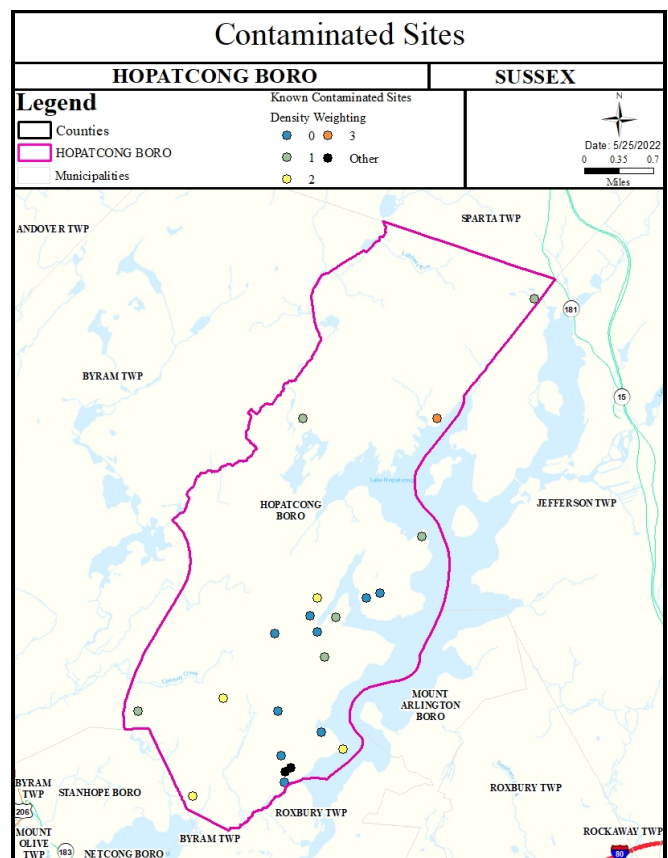 Contaminated Sites
HOPATCONG BORO
SUSSEX
Legend
Counties
HOPATCONG BORO
Municipalities
Known Contaminated Sites
Density Weighting
0
3
1
Other
2
N
Date: 5/25/2022
0 0.35 0.7
Miles
SPARTA TWP
ANDOVER TWP
181
BYRAM TWP
15
Lake Hopatcong
HOPATCONG
BORO
JEFFERSON TWP
MOUNT
ARLINGTON
BORO
BYRAM
TWP
STANHOPE BORO
ROXBURY TWP
206
ROXBURY TWP
MOUNT
OLIVE
TWP
BYRAM TWP
ROCKAWAY TWP
183
NETCONG BORO
80